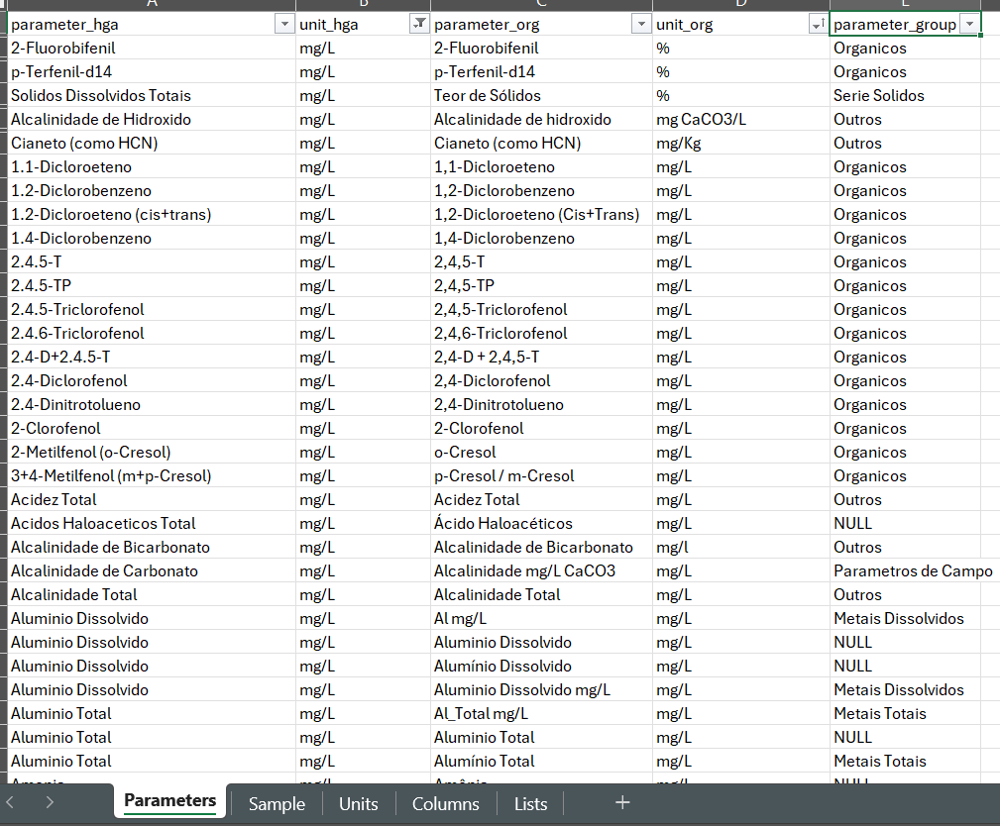 A B C D E
parameter_hga unit_hga parameter_org unit_org parameter_group
2-Fluorobifenil mg/L 2-Fluorobifenil % Organicos
p-Terfenil-d14 mg/L p-Terfenil-d14 % Organicos
Solidos Dissolvidos Totais mg/L Teor de Sólidos % Serie Solidos
Alcalinidade de Hidroxido mg/L Alcalinidade de hidroxido mg CaCO3/L Outros
Cianeto (como HCN) mg/L Cianeto (como HCN) mg/Kg Outros
1.1-Dicloroeteno mg/L 1,1-Dicloroeteno mg/L Organicos
1.2-Diclorobenzeno mg/L 1,2-Diclorobenzeno mg/L Organicos
1.2-Dicloroeteno (cis+trans) mg/L 1,2-Dicloroeteno (Cis+Trans) mg/L Organicos
1.4-Diclorobenzeno mg/L 1,4-Diclorobenzeno mg/L Organicos
2.4.5-T mg/L 2,4,5-T mg/L Organicos
2.4.5-TP mg/L 2,4,5-TP mg/L Organicos
2.4.5-Triclorofenol mg/L 2,4,5-Triclorofenol mg/L Organicos
2.4.6-Triclorofenol mg/L 2,4,6-Triclorofenol mg/L Organicos
2.4-D+2.4.5-T mg/L 2,4-D + 2,4,5-T mg/L Organicos
2.4-Diclorofenol mg/L 2,4-Diclorofenol mg/L Organicos
2.4-Dinitrotolueno mg/L 2,4-Dinitrotolueno mg/L Organicos
2-Clorofenol mg/L 2-Clorofenol mg/L Organicos
2-Metilfenol (o-Cresol) mg/L o-Cresol mg/L Organicos
3+4-Metilfenol (m+p-Cresol) mg/L p-Cresol / m-Cresol mg/L Organicos
Acidez Total mg/L Acidez Total mg/L Outros
Acidos Haloaceticos Total mg/L Ácido Haloacéticos mg/L NULL
Alcalinidade de Bicarbonato mg/L Alcalinidade de Bicarbonato mg/l Outros
Alcalinidade de Carbonato mg/L Alcalinidade mg/L CaCO3 mg/L Parametros de Campo
Alcalinidade Total mg/L Alcalinidade Total mg/L Outros
Aluminio Dissolvido mg/L Al mg/L mg/L Metais Dissolvidos
Aluminio Dissolvido mg/L Aluminio Dissolvido mg/L NULL
Aluminio Dissolvido mg/L Alumínio Dissolvido mg/L NULL
Aluminio Dissolvido mg/L Aluminio Dissolvido mg/L mg/L Metais Dissolvidos
Aluminio Total mg/L Al_Total mg/L mg/L Metais Totais
Aluminio Total mg/L Aluminio Total mg/L NULL
Aluminio Total mg/L Alumínio Total mg/L Metais Totais
Parameters Sample Units Columns Lists +